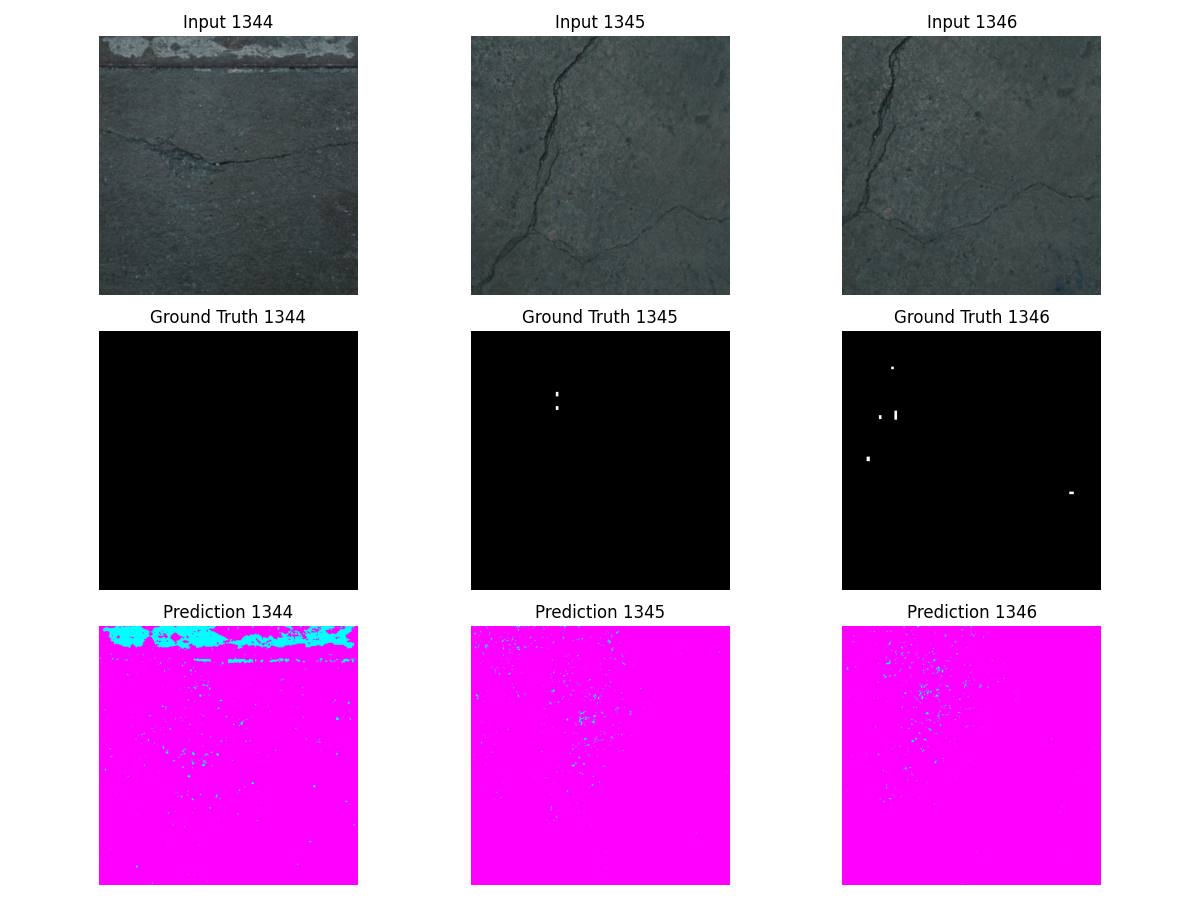 Input 1344
Input 1345
Input 1346
Ground Truth 1344
Ground Truth 1345
Ground Truth 1346
Prediction 1344
Prediction 1345
Prediction 1346